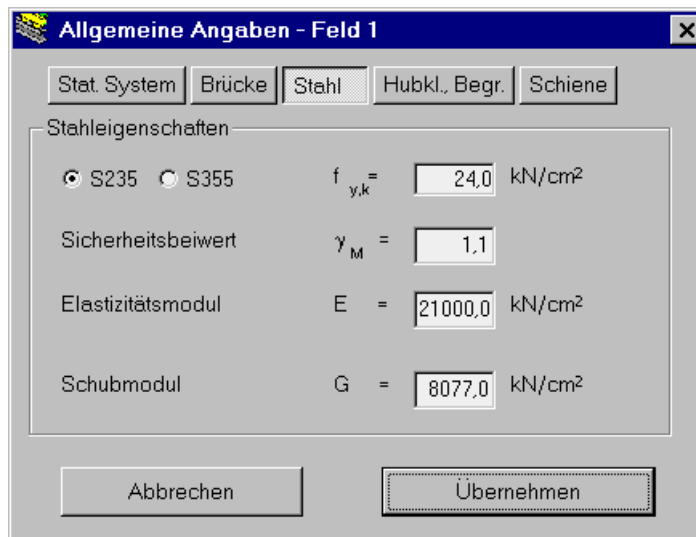 Allgemeine Angaben - Feld 1
Stat. System Brücke Stahl Hubkl., Begr. Schiene
Stahleigenschaften
S235 S355 f y,k = 24,0 kN/cm²
Sicherheitsbeiwert γ M = 1,1
Elastizitätsmodul E = 21000,0 kN/cm²
Schubmodul G = 8077,0 kN/cm²
Abbrechen Übernehmen